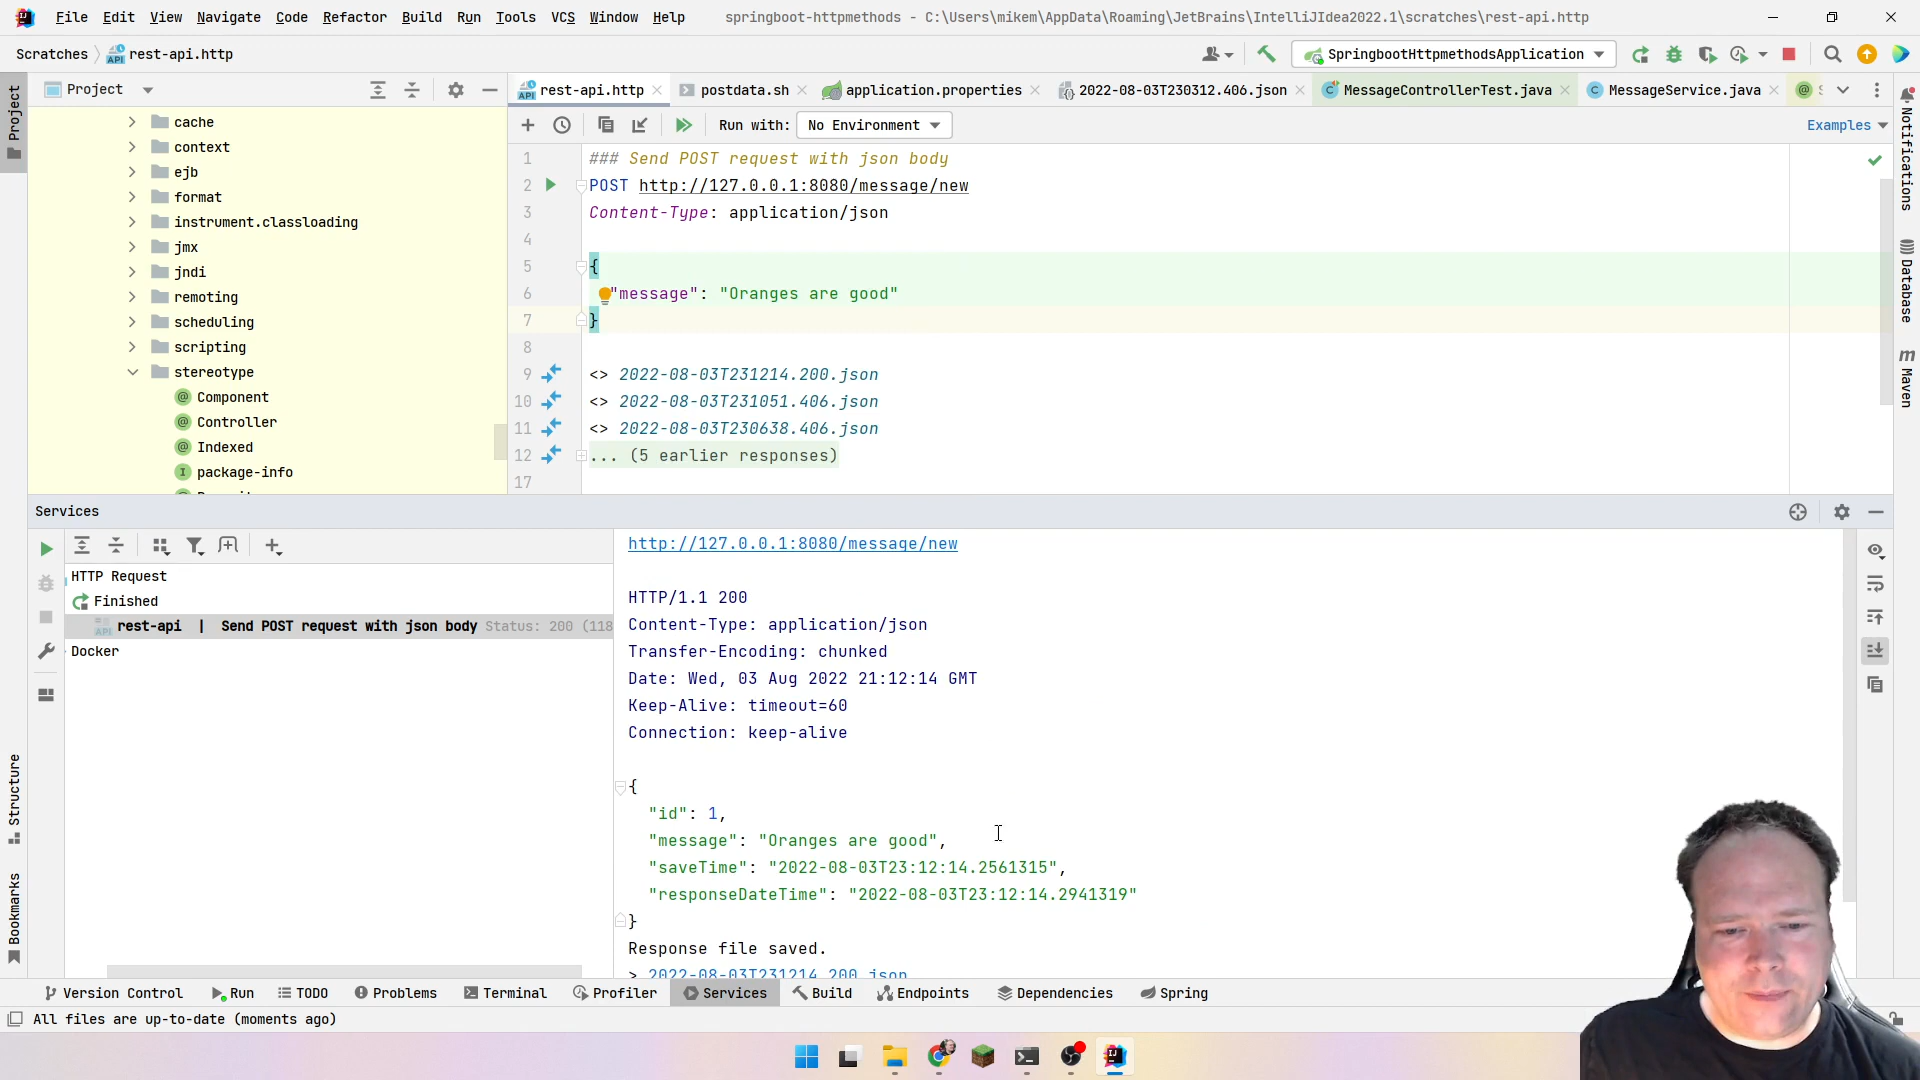 File Edit View Navigate Code Refactor Build Run Tools VCS Window Help springboot-httpmethods - C:\Users\mikem\AppData\Roaming\JetBrains\IntelliJIdea2022.1\scratches\rest-api.http
Scratches rest-api.http SpringbootHttpmethodsApplication
Project rest-api.http postdata.sh application.properties 2022-08-03T230312.406.json MessageControllerTest.java MessageService.java
Run with: No Environment Examples
Project
Notifications
Database
Maven
cache
context
ejb
format
instrument.classloading
jmx
jndi
remoting
scheduling
scripting
stereotype
Component
Controller
Indexed
package-info
1 ### Send POST request with json body
2 POST http://127.0.0.1:8080/message/new
3 Content-Type: application/json
4
5 {
6 "message": "Oranges are good"
7 }
8
9 <> 2022-08-03T231214.200.json
10 <> 2022-08-03T231051.406.json
11 <> 2022-08-03T230638.406.json
12 ... (5 earlier responses)
17
Services
HTTP Request
Finished
rest-api | Send POST request with json body Status: 200 (118
Docker
Structure
Bookmarks
http://127.0.0.1:8080/message/new
HTTP/1.1 200
Content-Type: application/json
Transfer-Encoding: chunked
Date: Wed, 03 Aug 2022 21:12:14 GMT
Keep-Alive: timeout=60
Connection: keep-alive
{
"id": 1,
"message": "Oranges are good",
"saveTime": "2022-08-03T23:12:14.2561315",
"responseDateTime": "2022-08-03T23:12:14.2941319"
}
Response file saved.
> 2022-08-03T231214.200.json
Version Control Run TODO Problems Terminal Profiler Services Build Endpoints Dependencies Spring
All files are up-to-date (moments ago)